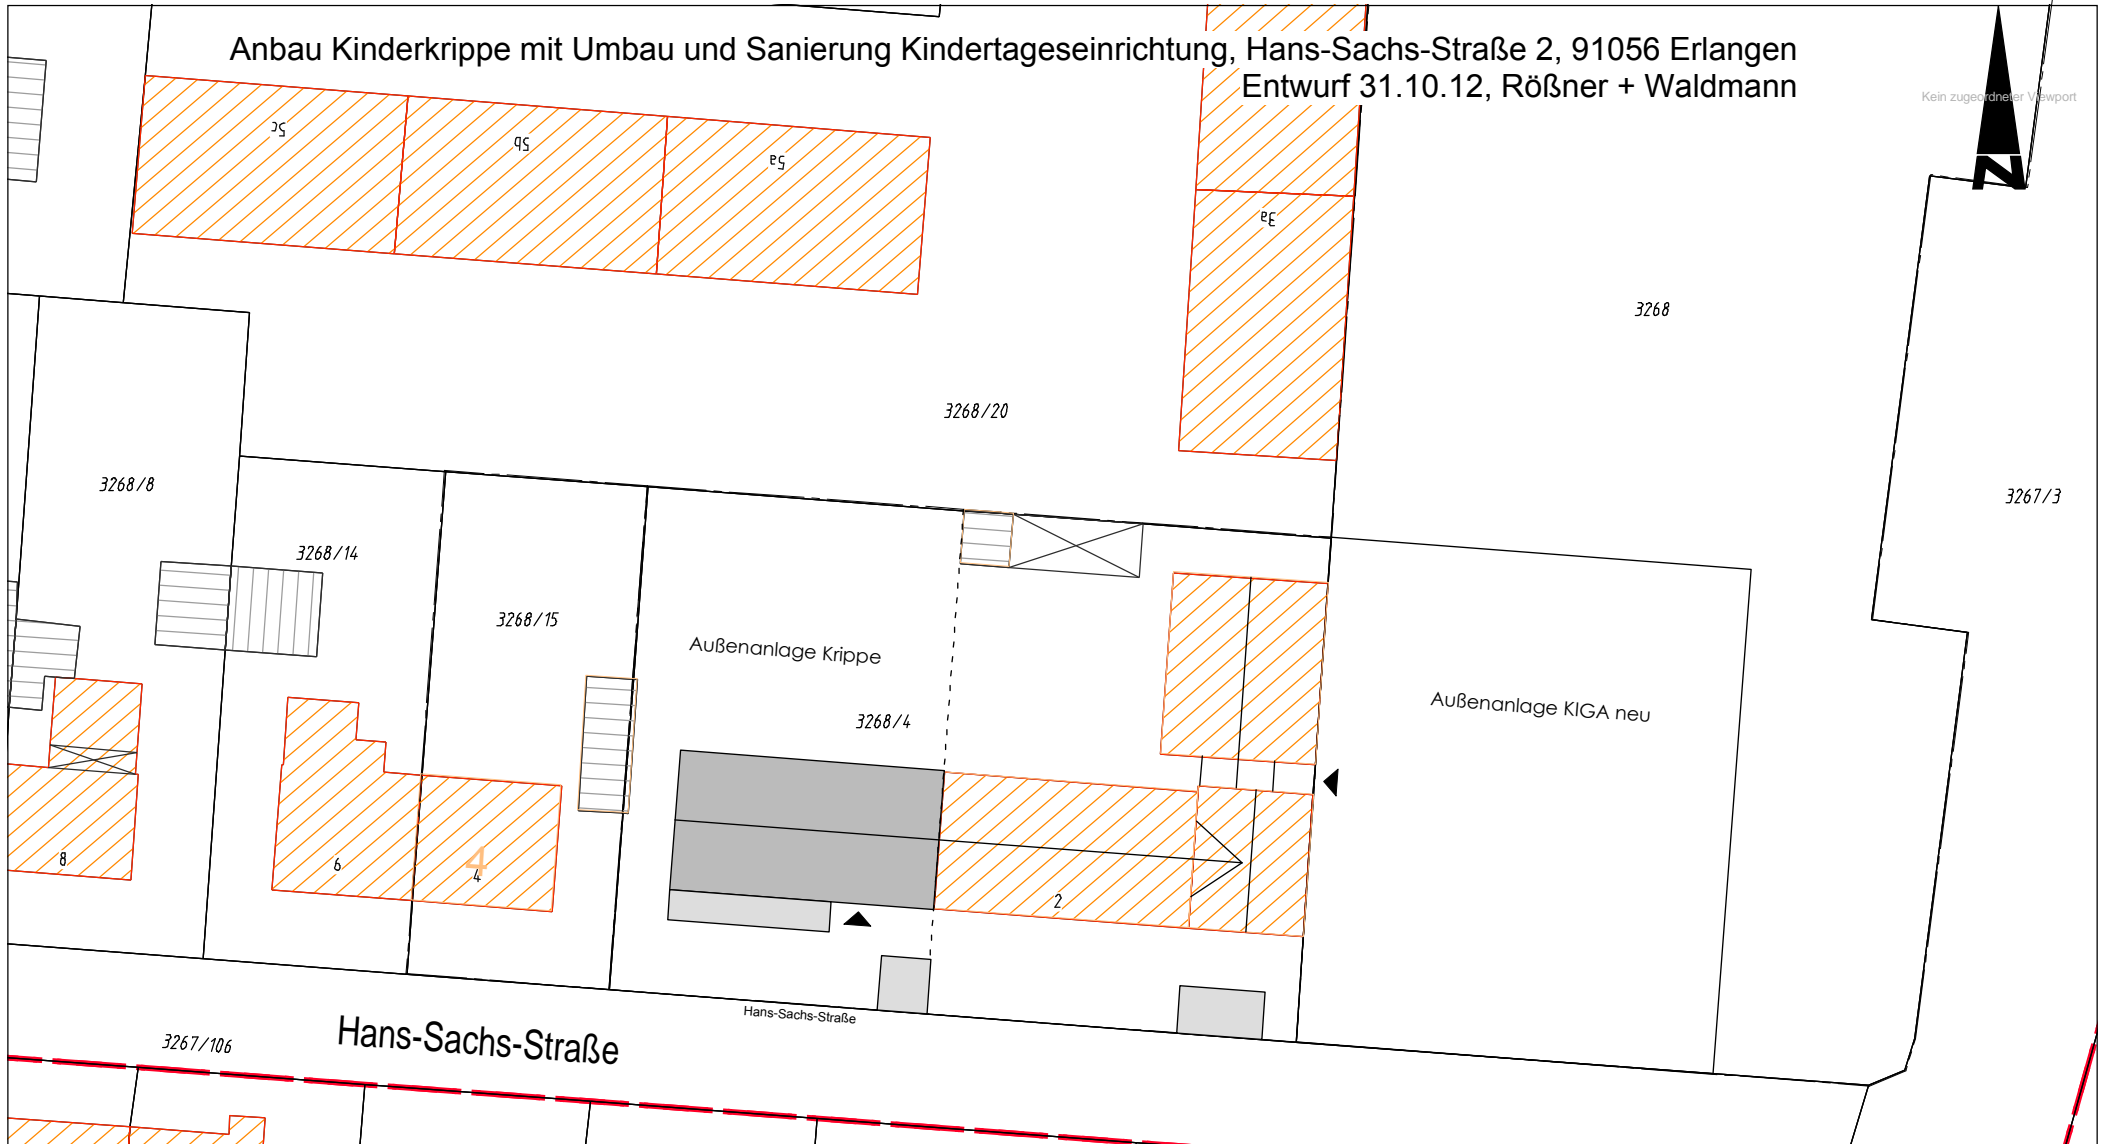 Anbau Kinderkrippe mit Umbau und Sanierung Kindertageseinrichtung, Hans-Sachs-Straße 2, 91056 Erlangen
Entwurf 31.10.12, Rößner + Waldmann
Kein zugeordneter Viewport
N
5c
5b
5a
3a
3268
3268/20
3268/8
3267/3
3268/14
3268/15
Außenanlage Krippe
3268/4
Außenanlage KIGA neu
8
6
4
4
2
Hans-Sachs-Straße
Hans-Sachs-Straße
3267/106